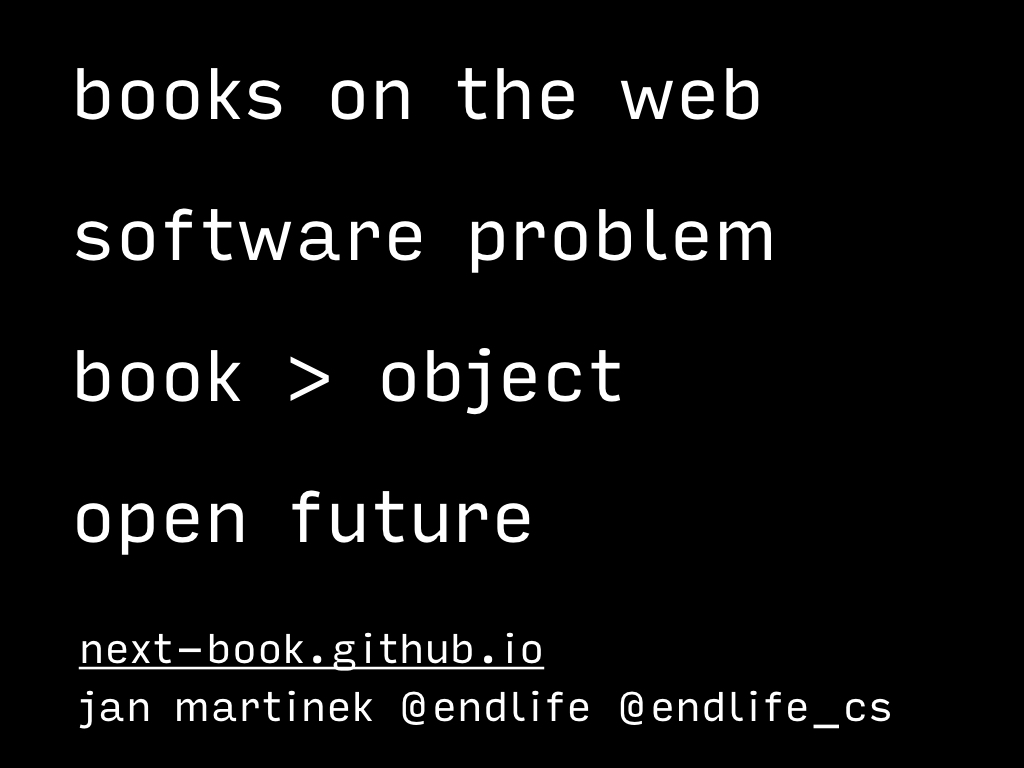 books on the web
software problem
book > object
open future
next-book.github.io
jan martinek @endlife @endlife_cs